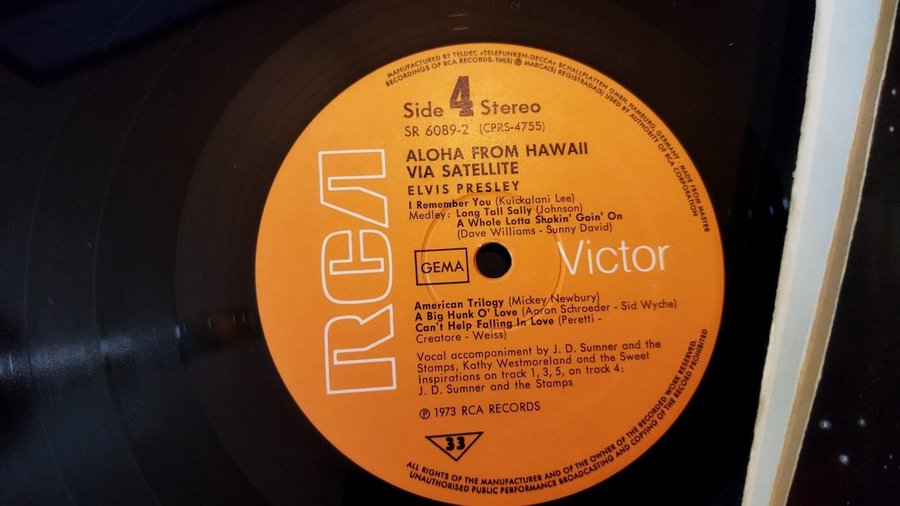 MANUFACTURED BY TELDEC »TELEFUNKEN-DECCA« SCHALLPLATTEN GMBH, HAMBURG, GERMANY · MADE FROM MASTER
RECORDINGS OF RCA RECORDS. TM(S) ® MARCA(S) REGISTRADA(S) USED BY AUTHORITY OF RCA CORPORATION
Side 4 Stereo
SR 6089-2 (CPRS-4755)
ALOHA FROM HAWAII
VIA SATELLITE
ELVIS PRESLEY
I Remember You (Kuickalani Lee)
Medley: Long Tall Sally (Johnson)
A Whole Lotta Shakin' Goin' On
(Dave Williams - Sunny David)
RCA
GEMA
Victor
American Trilogy (Mickey Newbury)
A Big Hunk O' Love (Aaron Schroeder - Sid Wyche)
Can't Help Falling In Love (Peretti -
Creatore - Weiss)
Vocal accompaniment by J. D. Sumner and the
Stamps, Kathy Westmoreland and the Sweet
Inspirations on track 1, 3, 5, on track 4:
J. D. Sumner and the Stamps
℗ 1973 RCA RECORDS
33
ALL RIGHTS OF THE MANUFACTURER AND OF THE OWNER OF THE RECORDED WORK RESERVED.
UNAUTHORISED PUBLIC PERFORMANCE BROADCASTING AND COPYING OF THE RECORD PROHIBITED